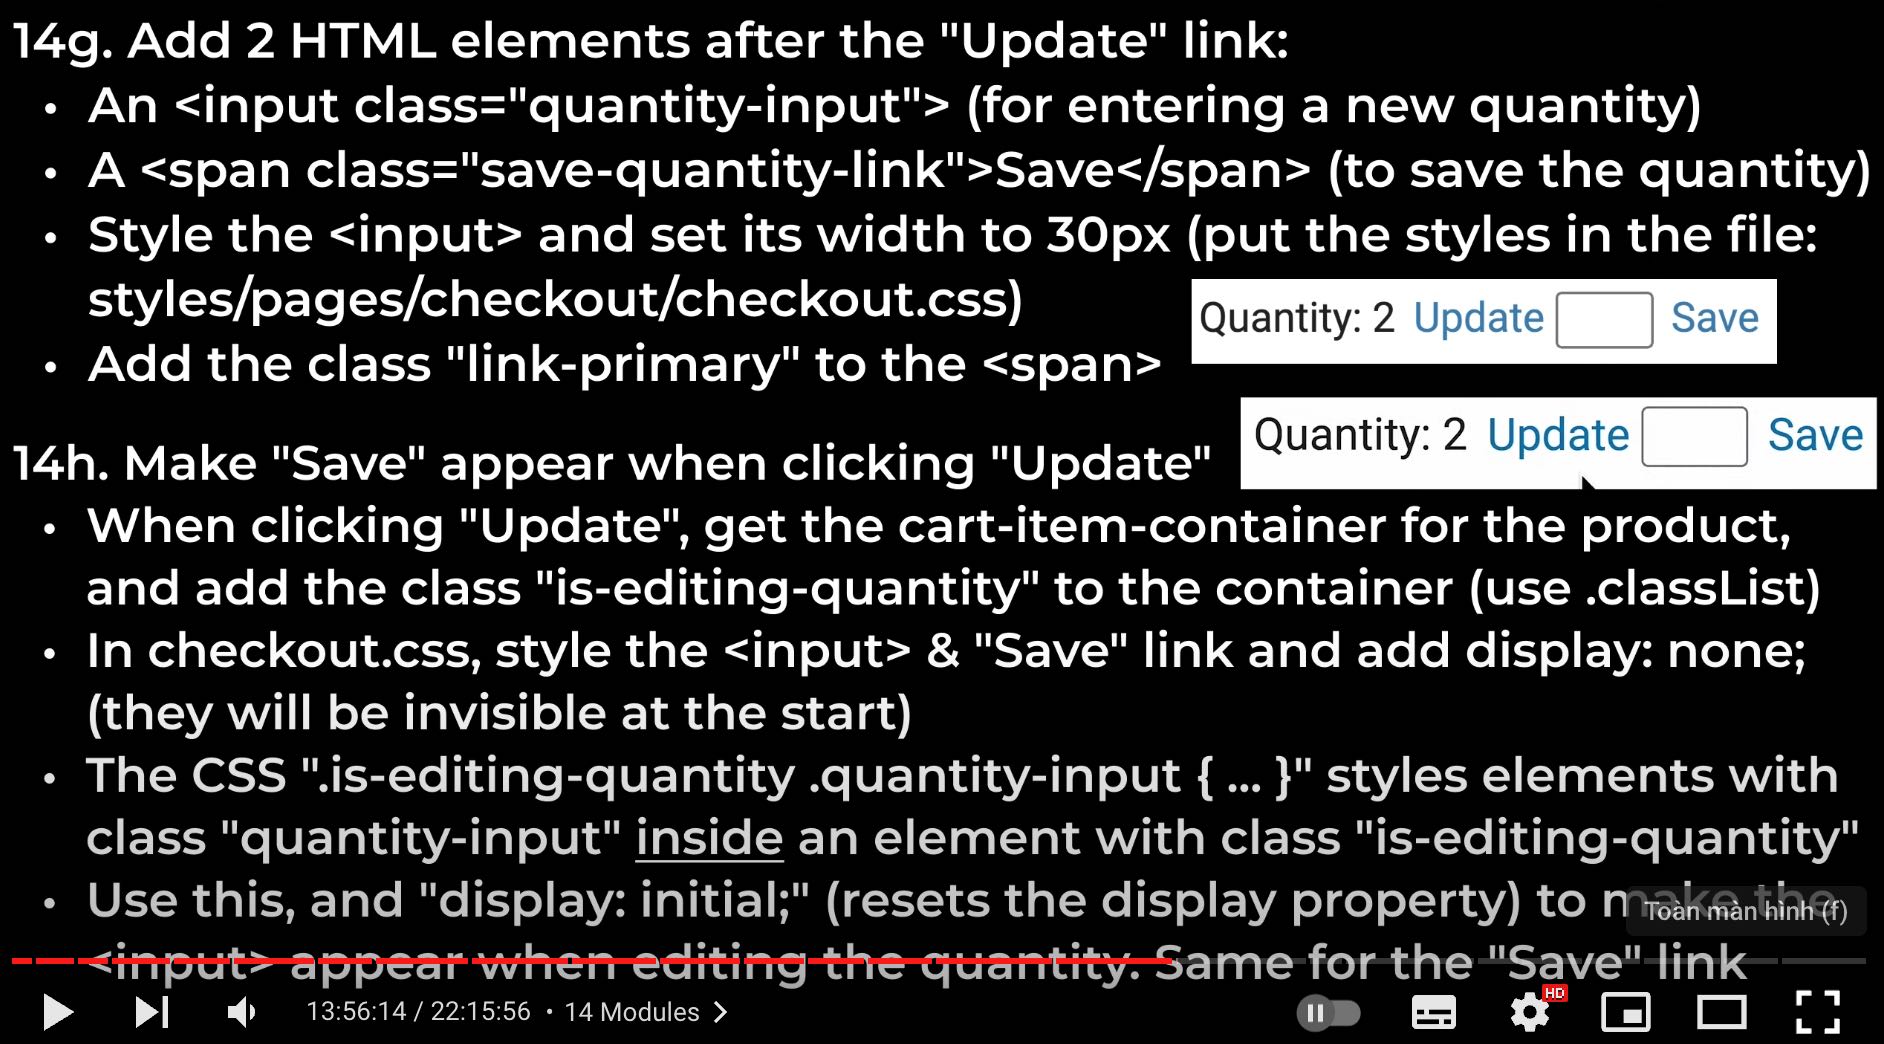 14g. Add 2 HTML elements after the "Update" link:
• An <input class="quantity-input"> (for entering a new quantity)
• A <span class="save-quantity-link">Save</span> (to save the quantity)
• Style the <input> and set its width to 30px (put the styles in the file:
styles/pages/checkout/checkout.css)
• Add the class "link-primary" to the <span>
Quantity: 2 Update Save
14h. Make "Save" appear when clicking "Update"
Quantity: 2 Update Save
• When clicking "Update", get the cart-item-container for the product,
and add the class "is-editing-quantity" to the container (use .classList)
• In checkout.css, style the <input> & "Save" link and add display: none;
(they will be invisible at the start)
• The CSS ".is-editing-quantity .quantity-input { ... }" styles elements with
class "quantity-input" inside an element with class "is-editing-quantity"
• Use this, and "display: initial;" (resets the display property) to make the
Toàn màn hình (f)
<input> appear when editing the quantity. Same for the "Save" link
13:56:14 / 22:15:56 • 14 Modules
HD